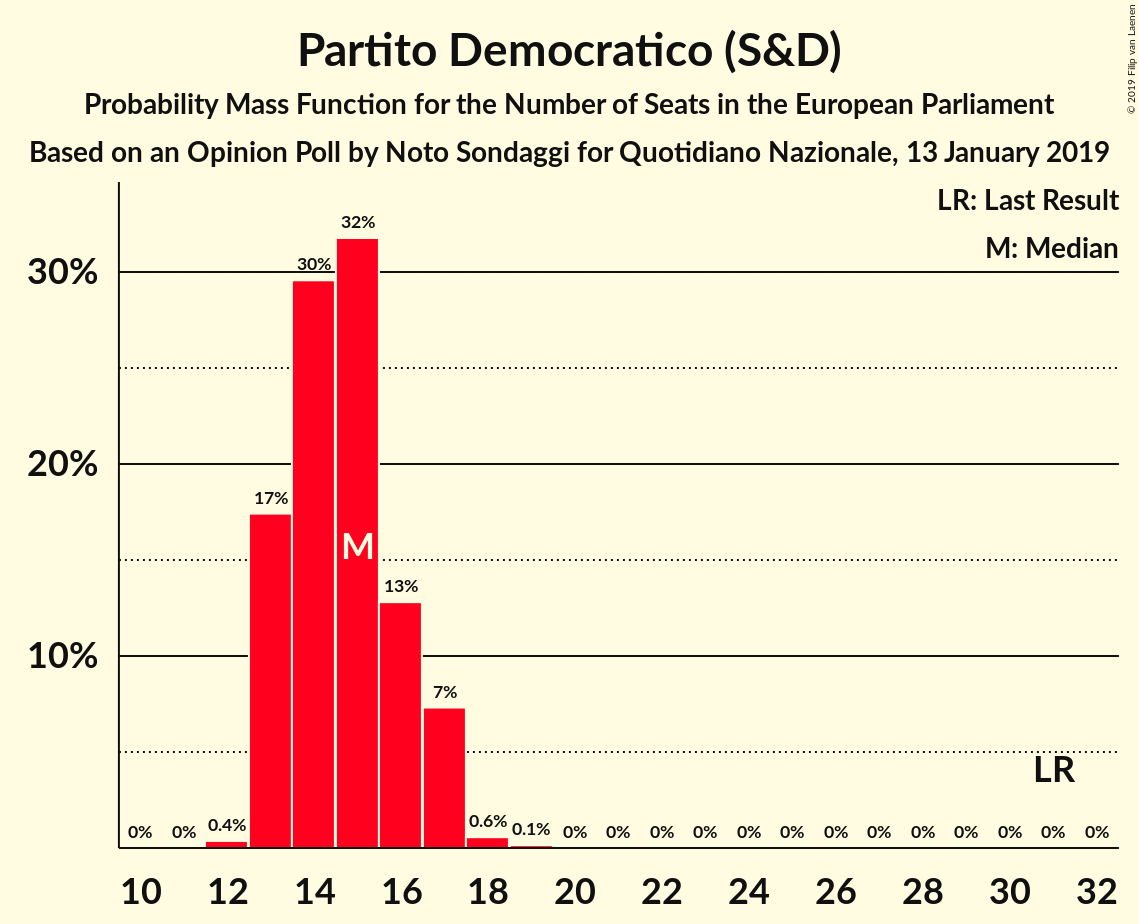 Partito Democratico (S&D)
Probability Mass Function for the Number of Seats in the European Parliament
Based on an Opinion Poll by Noto Sondaggi for Quotidiano Nazionale, 13 January 2019
© 2019 Filip van Laenen
LR: Last Result
M: Median
30%
20%
10%
0% 0% 0.4% 17% 30% 32% 13% 7% 0.6% 0.1% 0% 0% 0% 0% 0% 0% 0% 0% 0% 0% 0% 0% 0%
M
LR
10 12 14 16 18 20 22 24 26 28 30 32